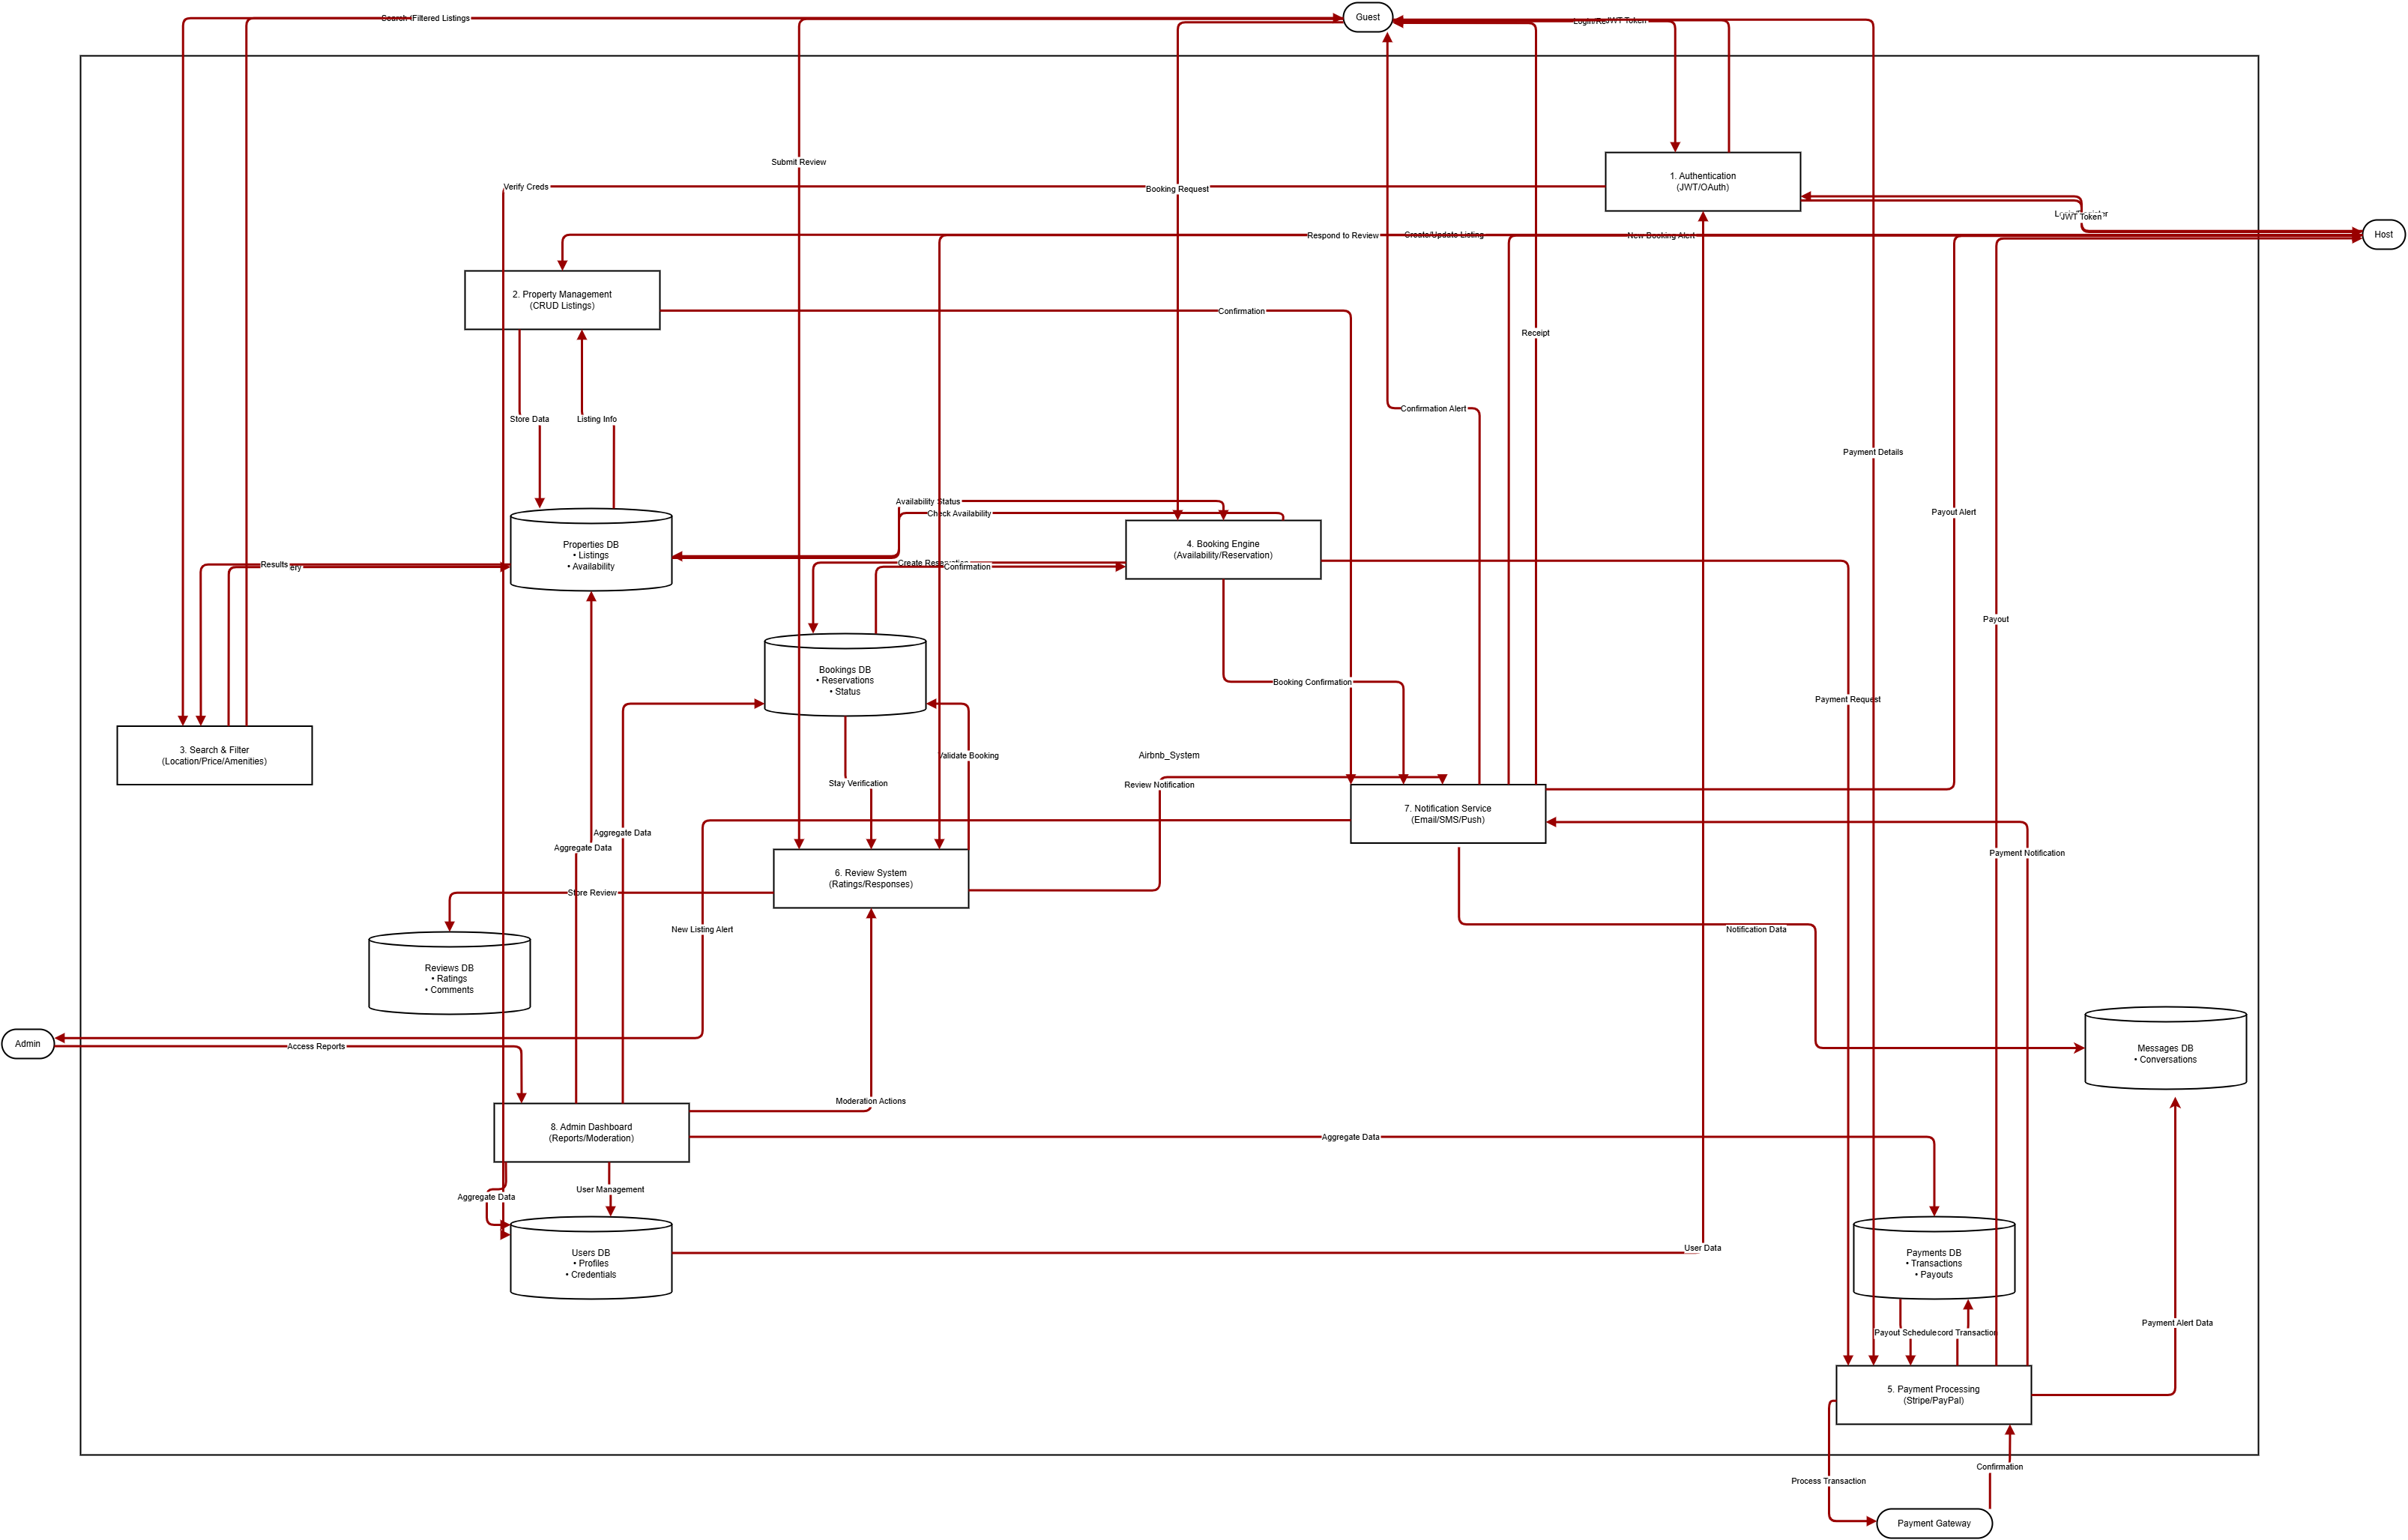 Guest
Search
Filtered Listings
JWT Token
Submit Review
1. Authentication
(JWT/OAuth)
Verify Creds
Booking Request
JWT Token
Host
Respond to Review
Create/Update Listing
New Booking Alert
2. Property Management
(CRUD Listings)
Confirmation
Receipt
Store Data
Listing Info
Confirmation Alert
Payment Details
Availability Status
Check Availability
Payout Alert
Properties DB
• Listings
• Availability
4. Booking Engine
(Availability/Reservation)
Results
Confirmation
Payout
Bookings DB
• Reservations
• Status
Booking Confirmation
Payment Request
3. Search & Filter
(Location/Price/Amenities)
Validate Booking
Airbnb_System
Stay Verification
Review Notification
7. Notification Service
(Email/SMS/Push)
Aggregate Data
Aggregate Data
Payment Notification
6. Review System
(Ratings/Responses)
Store Review
New Listing Alert
Notification Data
Reviews DB
• Ratings
• Comments
Admin
Access Reports
Messages DB
• Conversations
Moderation Actions
8. Admin Dashboard
(Reports/Moderation)
Aggregate Data
Aggregate Data
User Management
Users DB
• Profiles
• Credentials
User Data
Payments DB
• Transactions
• Payouts
Payout Schedule
Transaction
Payment Alert Data
5. Payment Processing
(Stripe/PayPal)
Confirmation
Process Transaction
Payment Gateway